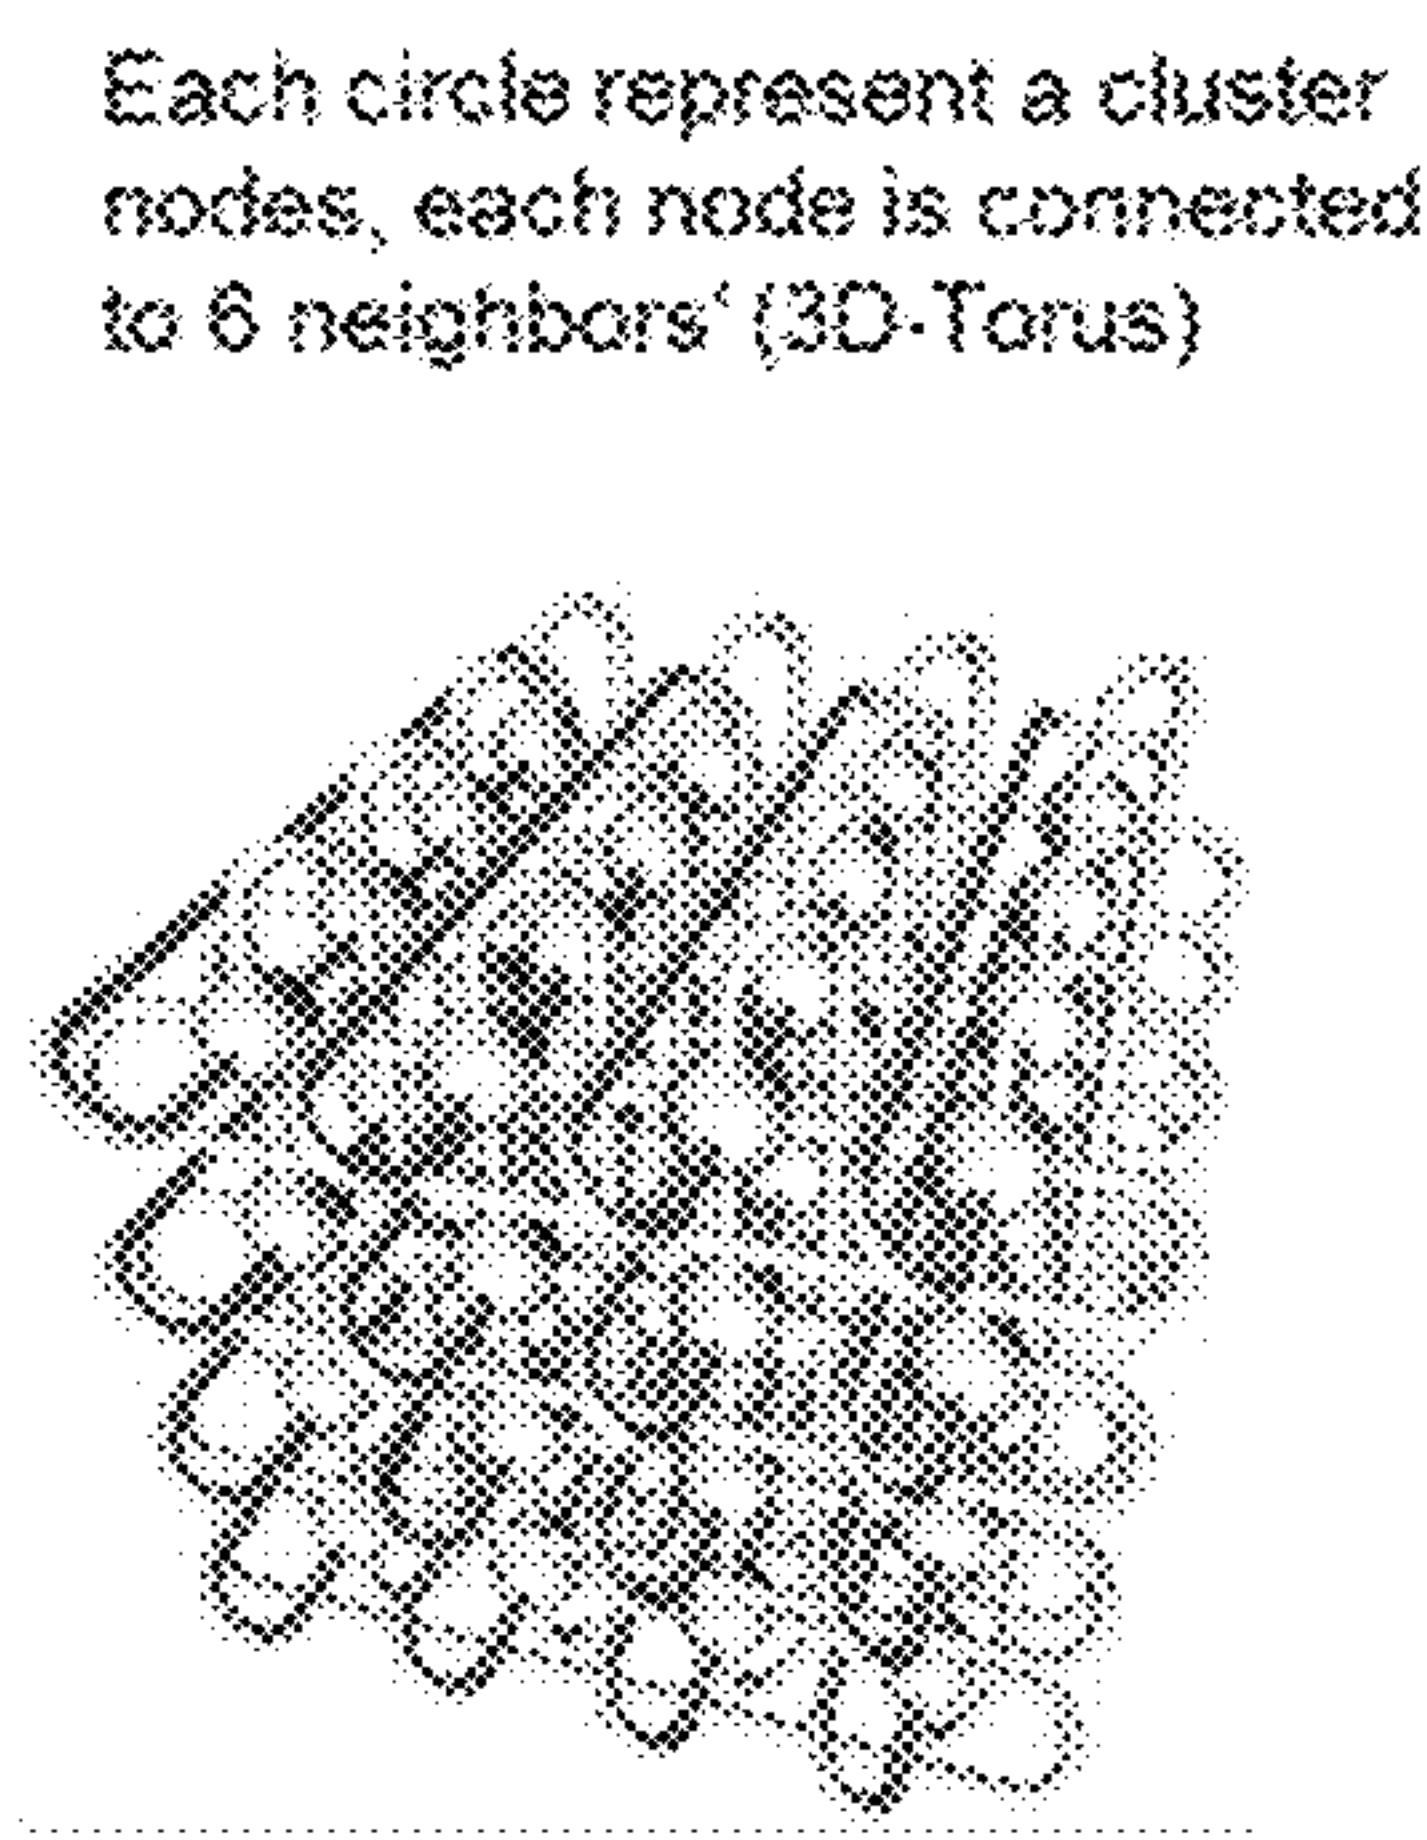 Each circle represent a cluster
nodes, each node is connected
to 6 neighbors' (3D-Torus)